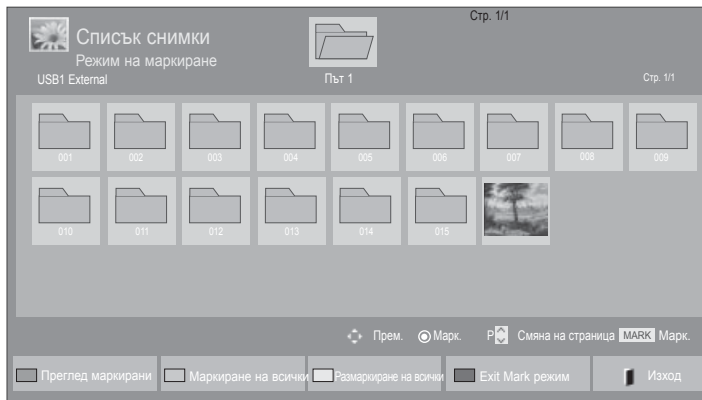 Стр. 1/1
Списък снимки
Режим на маркиране
USB1 External
Път 1
Стр. 1/1
001 002 003 004 005 006 007 008 009
010 011 012 013 014 015
Прем. Марк. P Смяна на страница MARK Марк.
Преглед маркирани Маркиране на всички Размаркиране на всички Exit Mark режим Изход